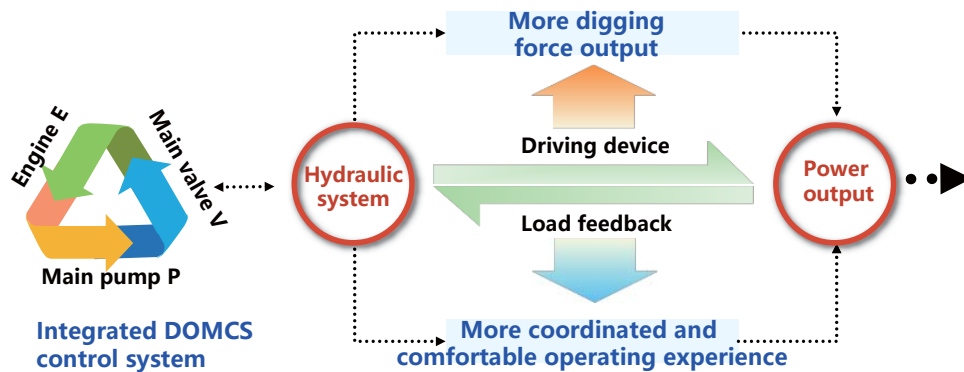 More digging
force output
Engine E
Main valve V
Driving device
Hydraulic
system
Power
output
Load feedback
Main pump P
Integrated DOMCS
control system
More coordinated and
comfortable operating experience